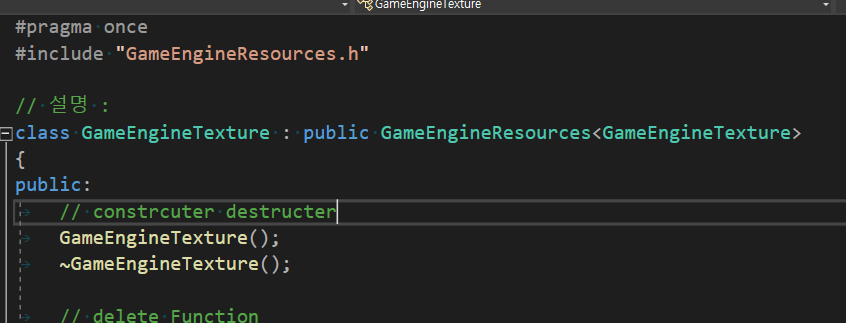 GameEngineTexture
#pragma once
#include "GameEngineResources.h"
// 설명 :
class GameEngineTexture : public GameEngineResources<GameEngineTexture>
{
public:
// constrcuter destructer
GameEngineTexture();
~GameEngineTexture();
// delete Function